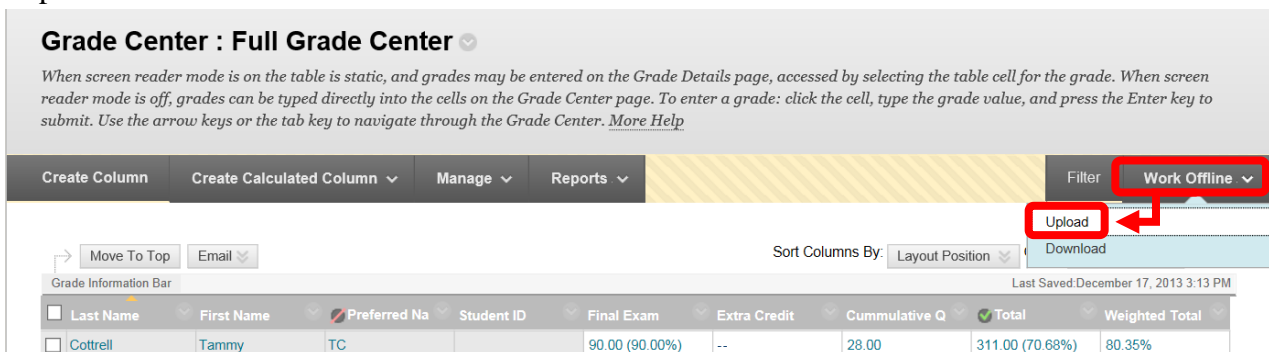 Grade Center : Full Grade Center
When screen reader mode is on the table is static, and grades may be entered on the Grade Details page, accessed by selecting the table cell for the grade. When screen
reader mode is off, grades can be typed directly into the cells on the Grade Center page. To enter a grade: click the cell, type the grade value, and press the Enter key to
submit. Use the arrow keys or the tab key to navigate through the Grade Center. More Help
Create Column Create Calculated Column Manage Reports Filter Work Offline
Upload
Move To Top Email Sort Columns By: Layout Position Download
Grade Information Bar Last Saved:December 17, 2013 3:13 PM
Last Name First Name Preferred Na Student ID Final Exam Extra Credit Cummulative Q Total Weighted Total
Cottrell Tammy TC 90.00 (90.00%) -- 28.00 311.00 (70.68%) 80.35%